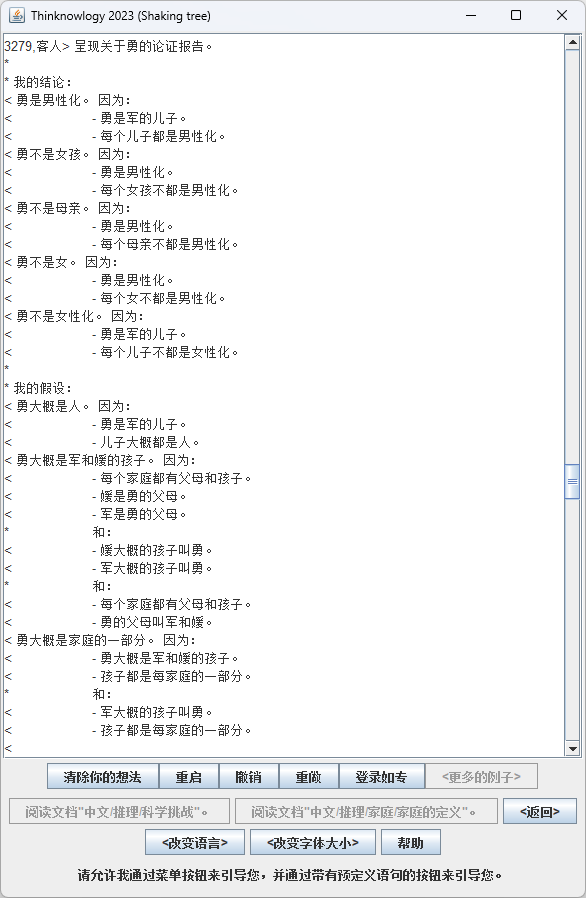 Thinknowlogy 2023 (Shaking tree)
3279,客人> 呈现关于勇的论证报告。
*
* 我的结论:
< 勇是男性化。 因为:
< - 勇是军的儿子。
< - 每个儿子都是男性化。
< 勇不是女孩。 因为:
< - 勇是男性化。
< - 每个女孩不都是男性化。
< 勇不是母亲。 因为:
< - 勇是男性化。
< - 每个母亲不都是男性化。
< 勇不是女。 因为:
< - 勇是男性化。
< - 每个女不都是男性化。
< 勇不是女性化。 因为:
< - 勇是军的儿子。
< - 每个儿子不都是女性化。
*
* 我的假设:
< 勇大概是人。 因为:
< - 勇是军的儿子。
< - 儿子大概都是人。
< 勇大概是军和媛的孩子。 因为:
< - 每个家庭都有父母和孩子。
< - 媛是勇的父母。
< - 军是勇的父母。
* 和:
< - 媛大概的孩子叫勇。
< - 军大概的孩子叫勇。
* 和:
< - 每个家庭都有父母和孩子。
< - 勇的父母叫军和媛。
< 勇大概是家庭的一部分。 因为:
< - 勇大概是军和媛的孩子。
< - 孩子都是每家庭的一部分。
* 和:
< - 军大概的孩子叫勇。
< - 孩子都是每家庭的一部分。
<
清除你的想法 重启 撤销 重做 登录如专 <更多的例子>
阅读文档"中文/推理/科学挑战"。 阅读文档"中文/推理/家庭/家庭的定义"。 <返回>
<改变语言> <改变字体大小> 帮助
请允许我通过菜单按钮来引导您，并通过带有预定义语句的按钮来引导您。